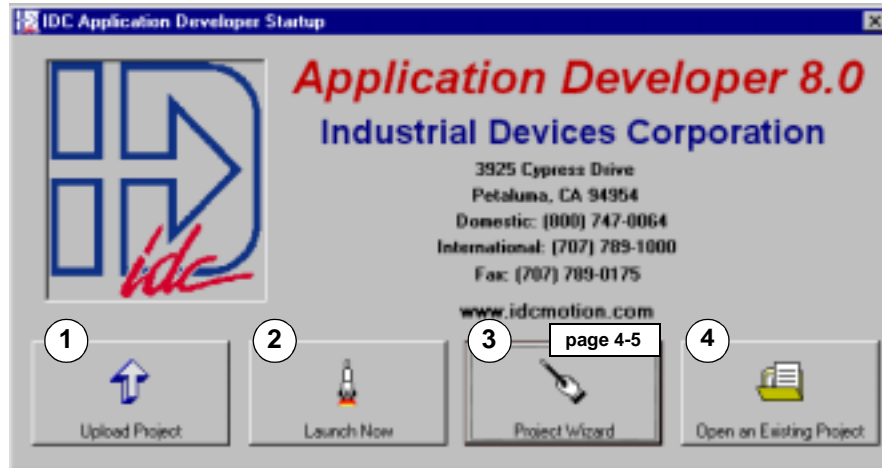 IDC Application Developer Startup
Application Developer 8.0
Industrial Devices Corporation
3925 Cypress Drive
Petaluma, CA 94954
Domestic: (800) 747-0064
International: (707) 789-1000
Fax: (707) 789-0175
www.idcmotion.com
idc
1
2
3
page 4-5
4
Upload Project
Launch Now
Project Wizard
Open an Existing Project